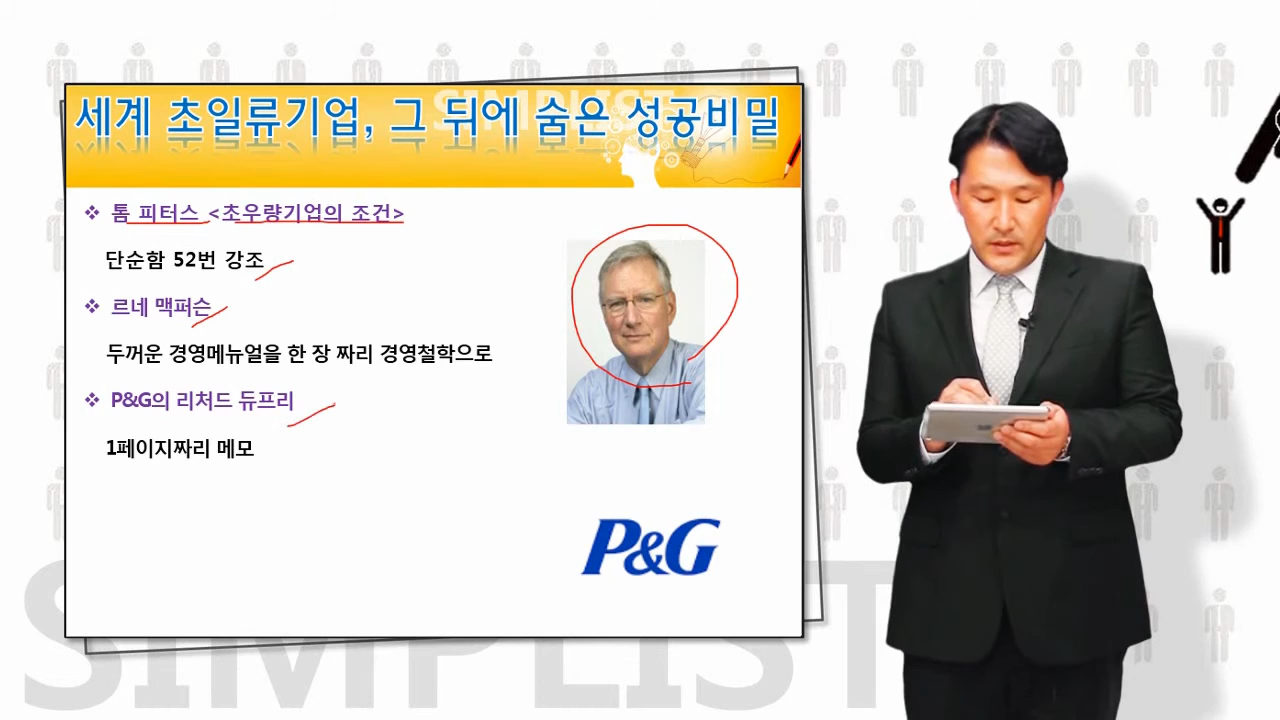 세계 초일류기업, 그 뒤에 숨은 성공비밀
SIMPLIST
❖ 톰 피터스 <초우량기업의 조건>
단순함 52번 강조
❖ 르네 맥퍼슨
두꺼운 경영메뉴얼을 한 장 짜리 경영철학으로
❖ P&G의 리처드 듀프리
1페이지짜리 메모
P&G
SIMPLIST